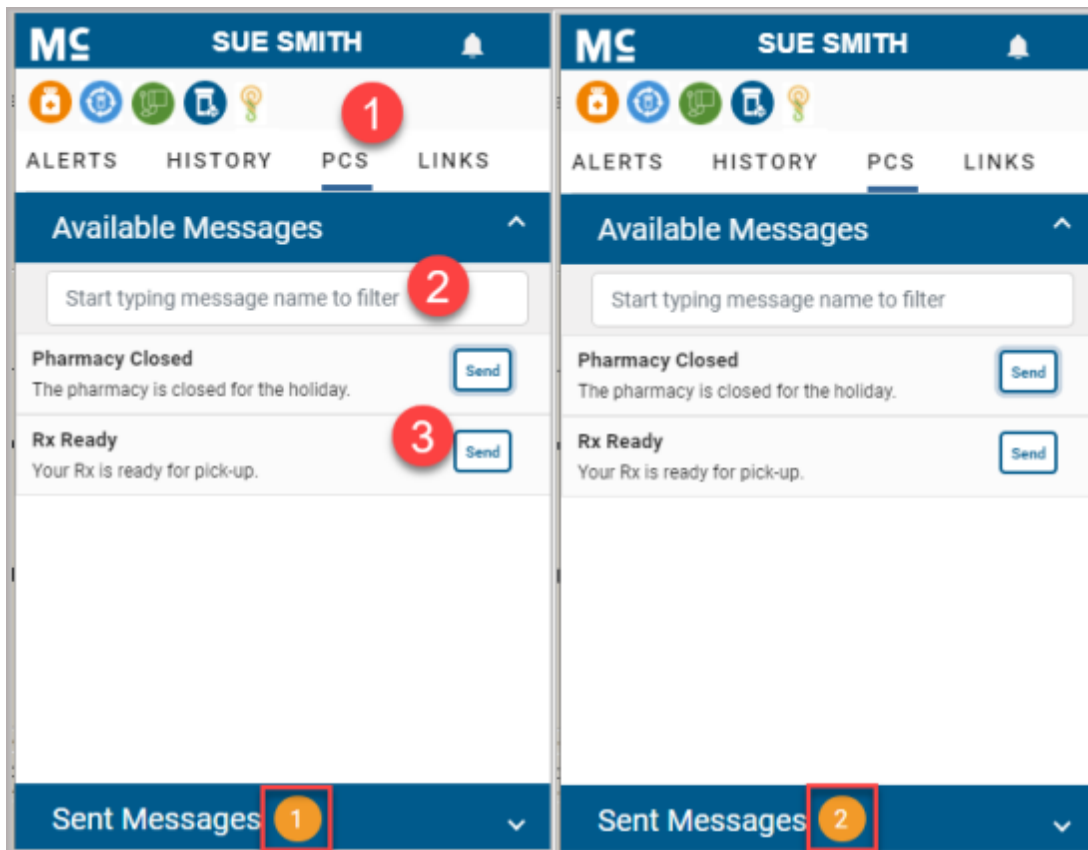 Mc SUE SMITH
1
ALERTS HISTORY PCS LINKS
Available Messages
Start typing message name to filter 2
Pharmacy Closed
The pharmacy is closed for the holiday.
Send
Rx Ready
Your Rx is ready for pick-up.
3 Send
Sent Messages 1
Mc SUE SMITH
ALERTS HISTORY PCS LINKS
Available Messages
Start typing message name to filter
Pharmacy Closed
The pharmacy is closed for the holiday.
Send
Rx Ready
Your Rx is ready for pick-up.
Send
Sent Messages 2